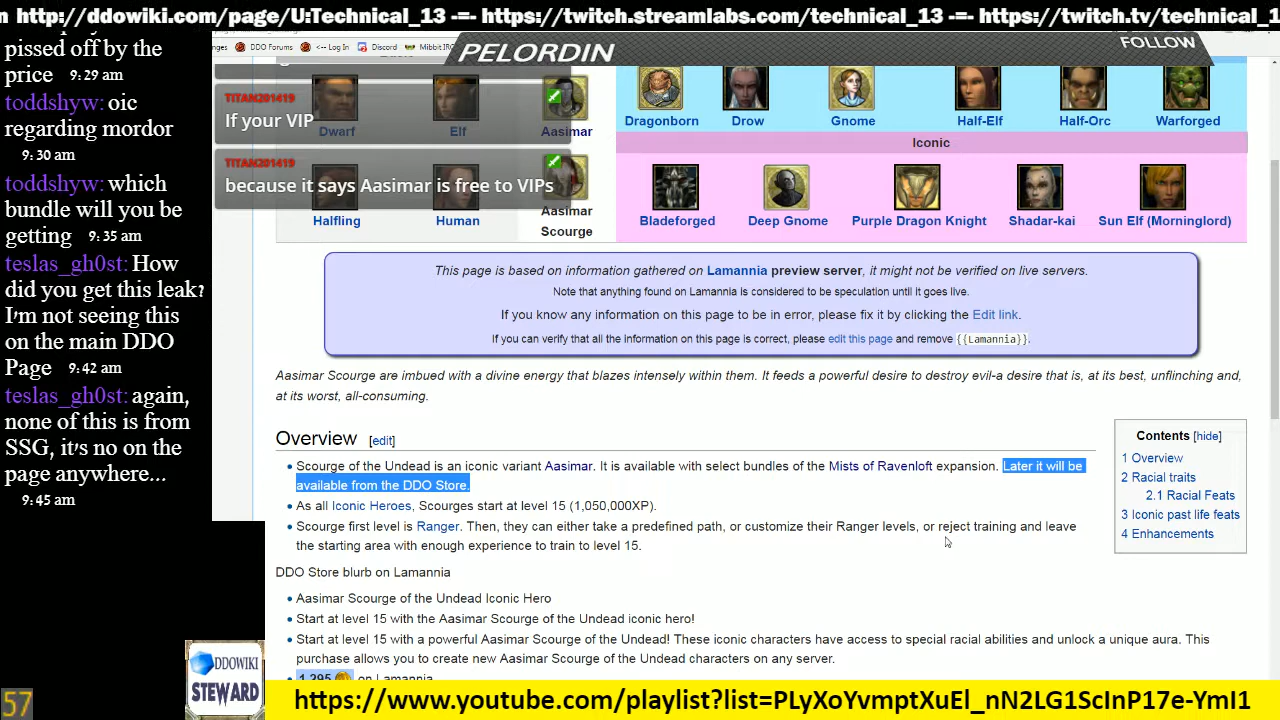 n http://ddowiki.com/page/U:Technical_13 -=- https://twitch.streamlabs.com/technical_13 -=- https://twitch.tv/technical_1
pissed off by the
price 9:29 am
toddshyw: oic
regarding mordor
9:30 am
toddshyw: which
bundle will you be
getting 9:35 am
teslas_gh0st: How
did you get this leak?
I'm not seeing this
on the main DDO
Page 9:42 am
teslas_gh0st: again,
none of this is from
SSG, it's no on the
page anywhere...
9:45 am
nges DDO Forums <-- Log In Discord Mibbit IRC
PELORDIN
FOLLOW
TITAN201419
If your VIP
TITAN201419
because it says Aasimar is free to VIPs
Dwarf Elf Aasimar Dragonborn Drow Gnome Half-Elf Half-Orc Warforged
Iconic
Halfling Human Aasimar
Scourge
Bladeforged Deep Gnome Purple Dragon Knight Shadar-kai Sun Elf (Morninglord)
This page is based on information gathered on Lamannia preview server, it might not be verified on live servers.
Note that anything found on Lamannia is considered to be speculation until it goes live.
If you know any information on this page to be in error, please fix it by clicking the Edit link.
If you can verify that all the information on this page is correct, please edit this page and remove {{Lamannia}}.
Aasimar Scourge are imbued with a divine energy that blazes intensely within them. It feeds a powerful desire to destroy evil-a desire that is, at its best, unflinching and,
at its worst, all-consuming.
Overview [edit]
Scourge of the Undead is an iconic variant Aasimar. It is available with select bundles of the Mists of Ravenloft expansion. Later it will be
available from the DDO Store.
As all Iconic Heroes, Scourges start at level 15 (1,050,000XP).
Scourge first level is Ranger. Then, they can either take a predefined path, or customize their Ranger levels, or reject training and leave
the starting area with enough experience to train to level 15.
Contents [hide]
1 Overview
2 Racial traits
2.1 Racial Feats
3 Iconic past life feats
4 Enhancements
DDO Store blurb on Lamannia
Aasimar Scourge of the Undead Iconic Hero
Start at level 15 with the Aasimar Scourge of the Undead iconic hero!
Start at level 15 with a powerful Aasimar Scourge of the Undead! These iconic characters have access to special racial abilities and unlock a unique aura. This
purchase allows you to create new Aasimar Scourge of the Undead characters on any server.
1,295 on Lamannia
57
DDOWIKI
STEWARD
https://www.youtube.com/playlist?list=PLyXoYvmptXuEl_nN2LG1ScInP17e-YmI1